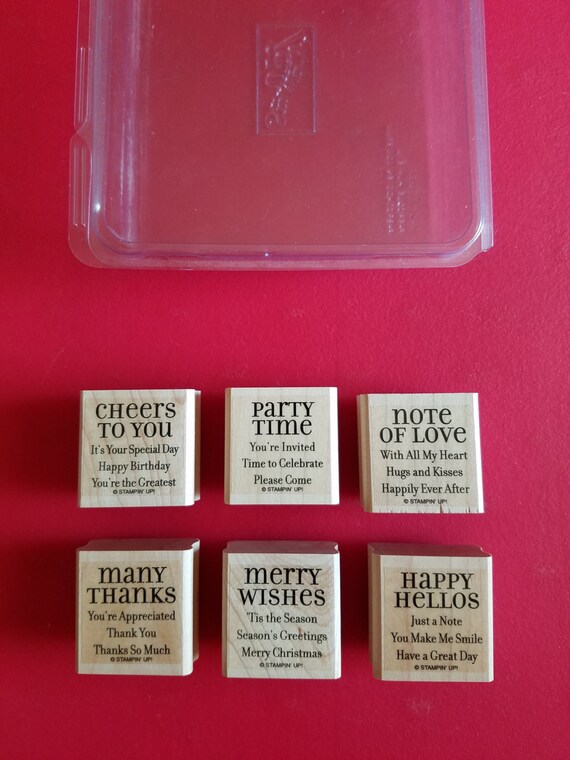 CHEERS
TO YOU
It's Your Special Day
Happy Birthday
You're the Greatest
© STAMPIN' UP!
PARTY
TIME
You're Invited
Time to Celebrate
Please Come
© STAMPIN' UP!
NOTE
OF LOVE
With All My Heart
Hugs and Kisses
Happily Ever After
© STAMPIN' UP!
MANY
THANKS
You're Appreciated
Thank You
Thanks So Much
© STAMPIN' UP!
MERRY
WISHES
'Tis the Season
Season's Greetings
Merry Christmas
© STAMPIN' UP!
HAPPY
HELLOS
Just a Note
You Make Me Smile
Have a Great Day
© STAMPIN' UP!